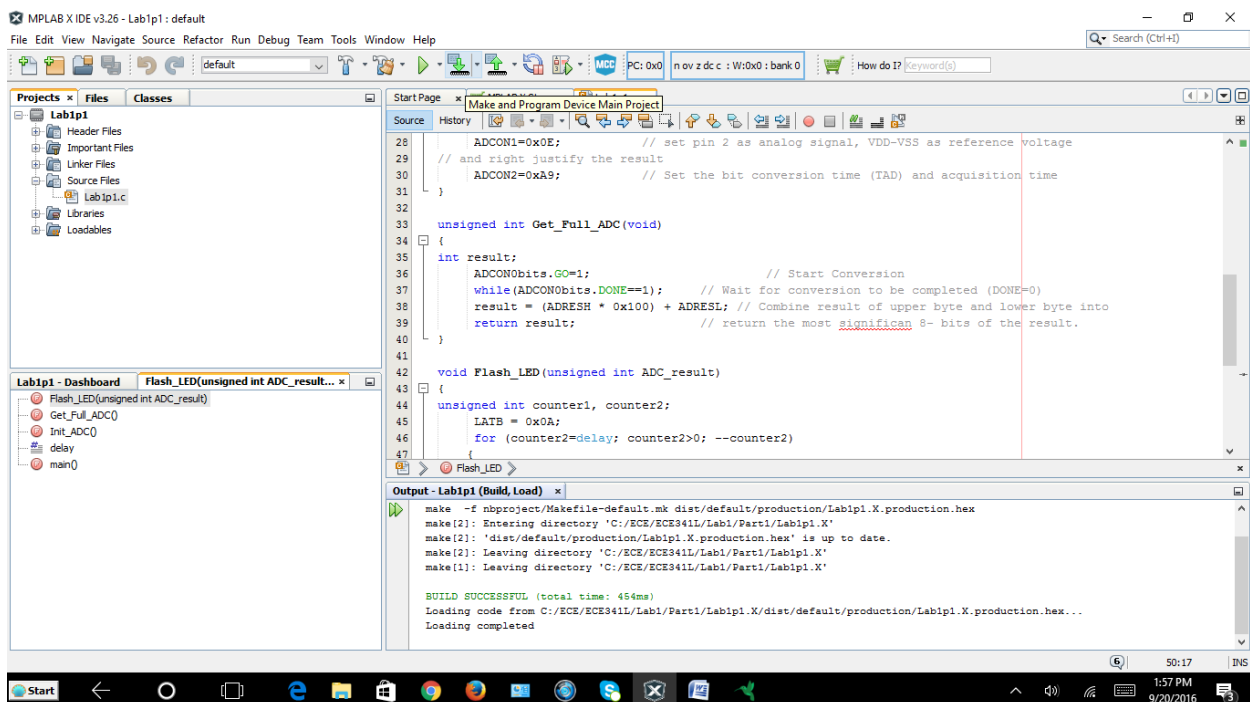 MPLAB X IDE v3.26 - Lab1p1 : default
File Edit View Navigate Source Refactor Run Debug Team Tools Window Help
Search (Ctrl+I)
default
MCC
PC: 0x0
n ov z dc c : W:0x0 : bank 0
How do I?
Keyword(s)
Projects
Files
Classes
Start Page
Make and Program Device Main Project
Lab1p1
Header Files
Important Files
Linker Files
Source Files
Lab1p1.c
Libraries
Loadables
Source
History
28 ADCON1=0x0E; // set pin 2 as analog signal, VDD-VSS as reference voltage
29 // and right justify the result
30 ADCON2=0xA9; // Set the bit conversion time (TAD) and acquisition time
31 }
32
33 unsigned int Get_Full_ADC(void)
34 {
35 int result;
36 ADCON0bits.GO=1; // Start Conversion
37 while(ADCON0bits.DONE==1); // Wait for conversion to be completed (DONE=0)
38 result = (ADRESH * 0x100) + ADRESL; // Combine result of upper byte and lower byte into
39 return result; // return the most significan 8- bits of the result.
40 }
41
42 void Flash_LED(unsigned int ADC_result)
43 {
44 unsigned int counter1, counter2;
45 LATB = 0x0A;
46 for (counter2=delay; counter2>0; --counter2)
47 {
Flash_LED
Lab1p1 - Dashboard
Flash_LED(unsigned int ADC_result...
Flash_LED(unsigned int ADC_result)
Get_Full_ADC()
Init_ADC()
delay
main()
Output - Lab1p1 (Build, Load)
make -f nbproject/Makefile-default.mk dist/default/production/Lab1p1.X.production.hex
make[2]: Entering directory 'C:/ECE/ECE341L/Lab1/Part1/Lab1p1.X'
make[2]: 'dist/default/production/Lab1p1.X.production.hex' is up to date.
make[2]: Leaving directory 'C:/ECE/ECE341L/Lab1/Part1/Lab1p1.X'
make[1]: Leaving directory 'C:/ECE/ECE341L/Lab1/Part1/Lab1p1.X'
BUILD SUCCESSFUL (total time: 454ms)
Loading code from C:/ECE/ECE341L/Lab1/Part1/Lab1p1.X/dist/default/production/Lab1p1.X.production.hex...
Loading completed
6
50:17
INS
Start
1:57 PM
9/20/2016
3